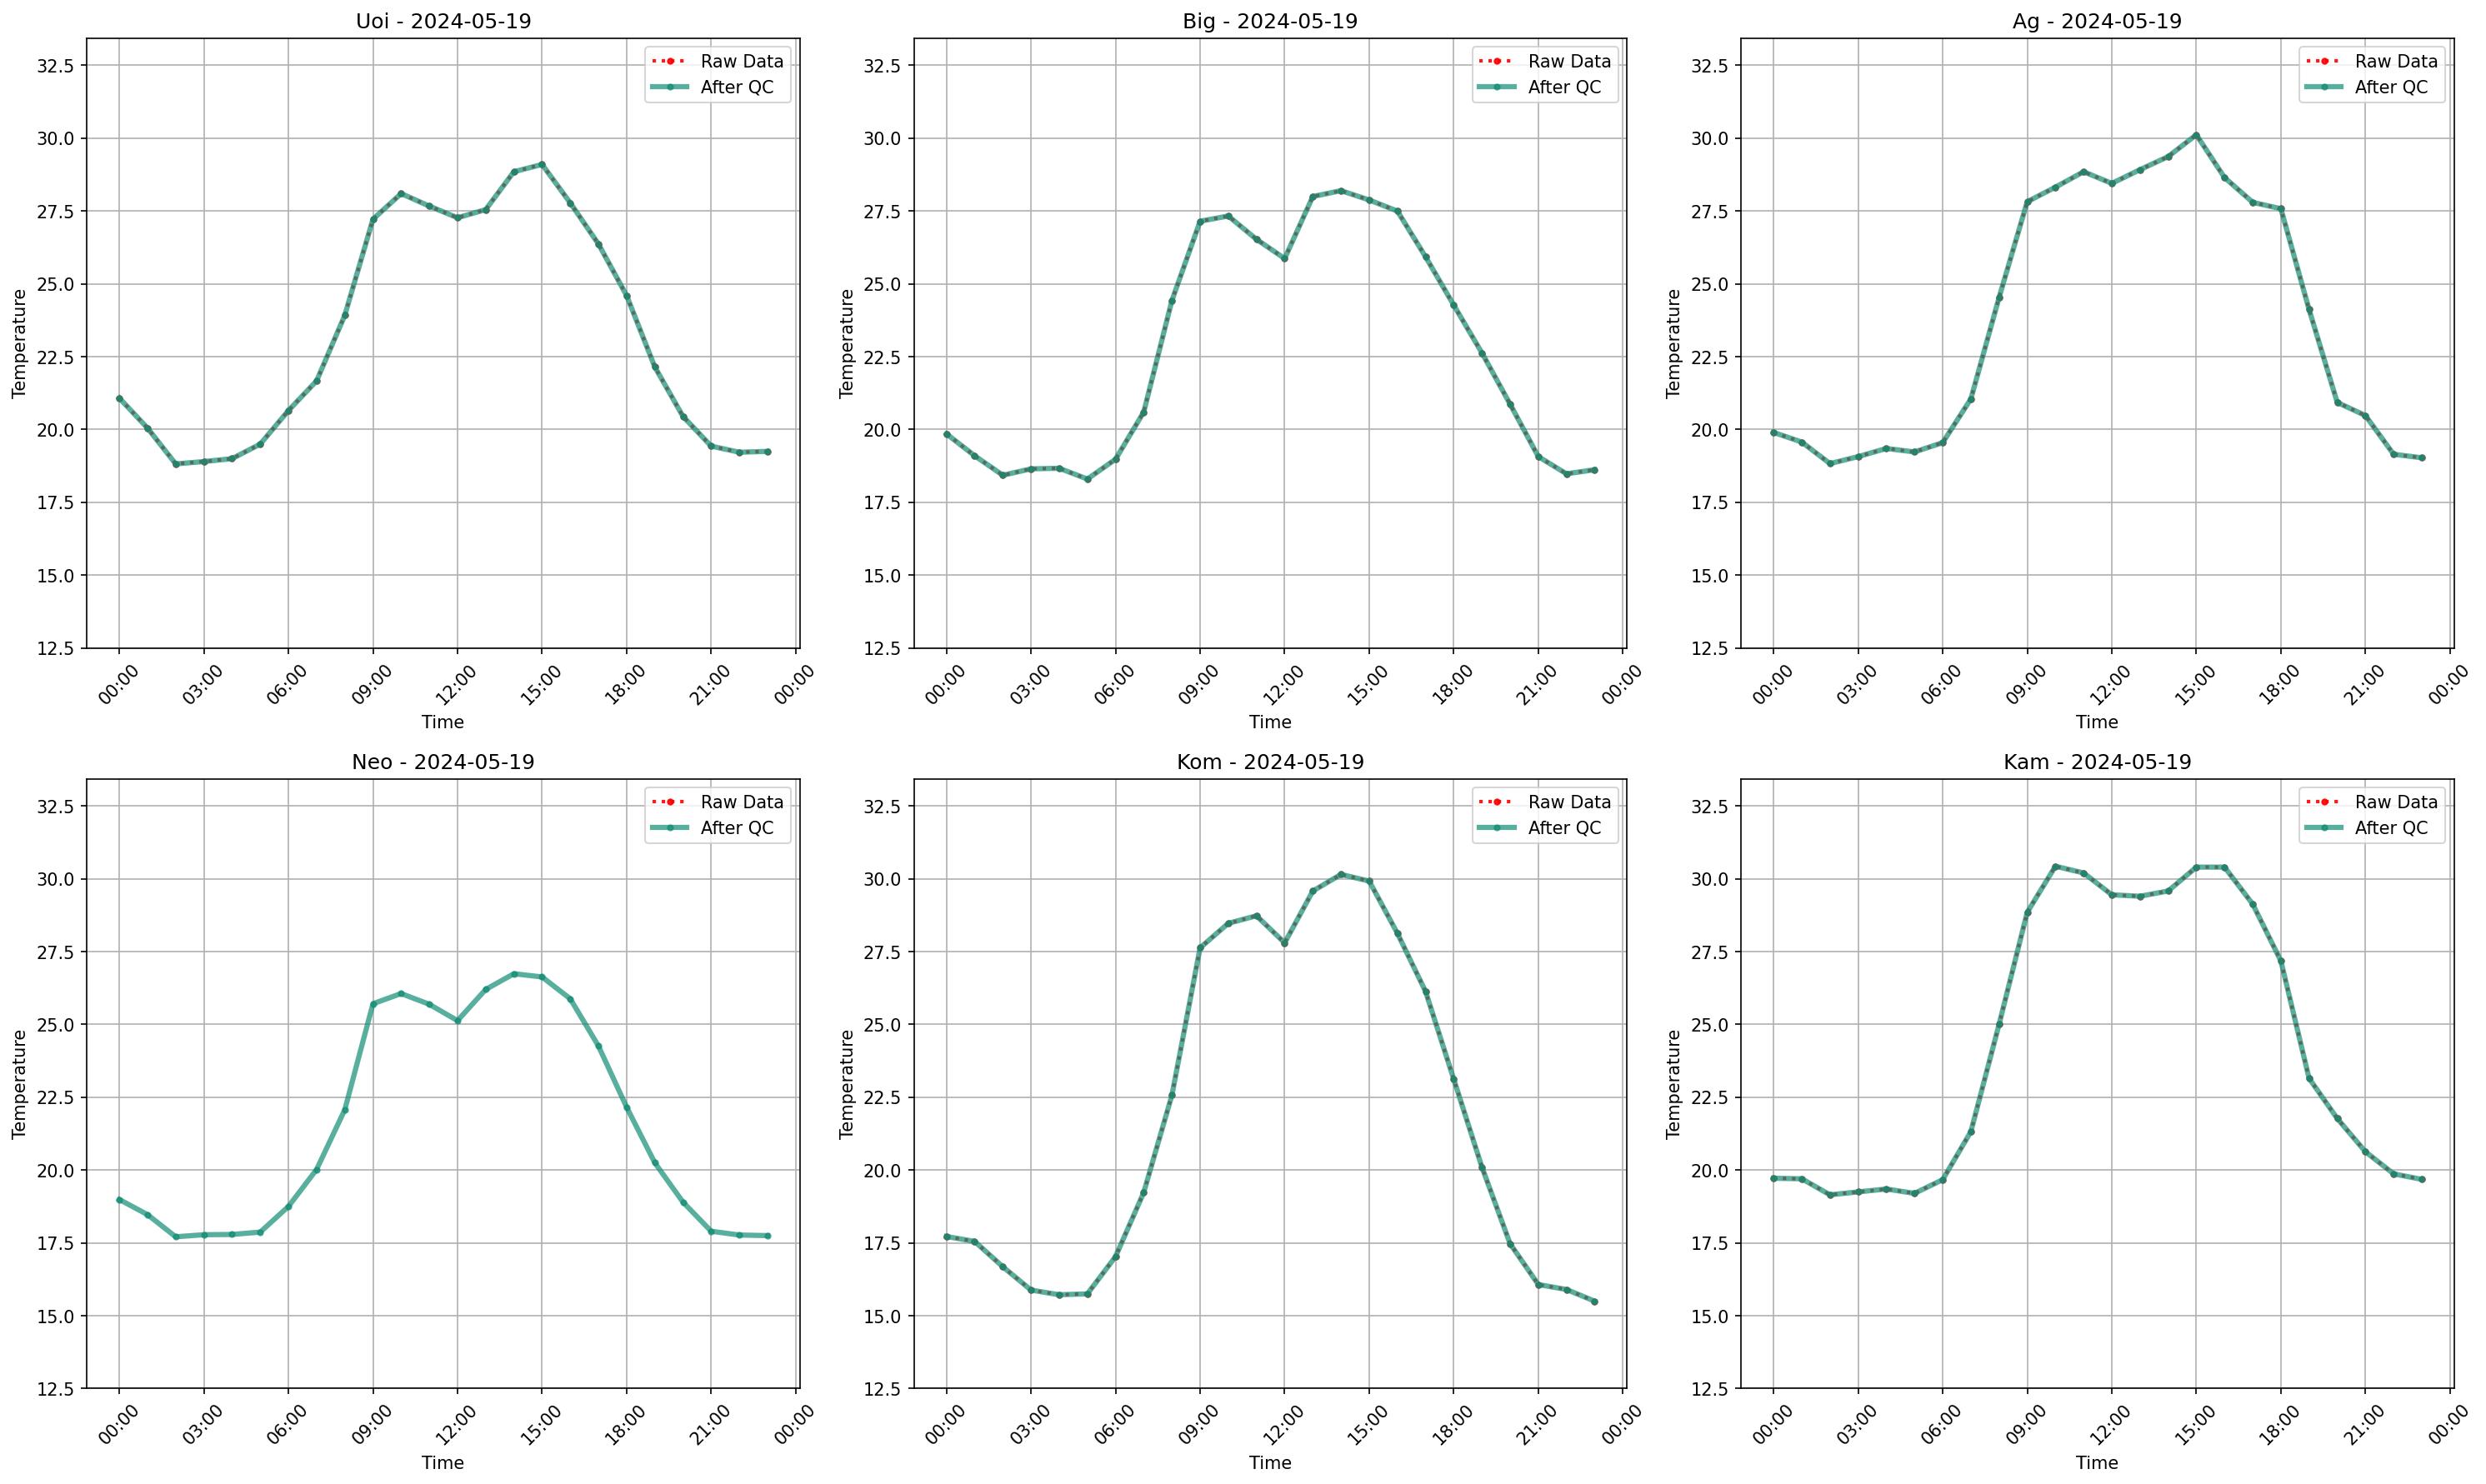 Uoi - 2024-05-19
Raw Data
After QC
32.5
30.0
27.5
25.0
22.5
20.0
17.5
15.0
12.5
Temperature
00:00 03:00 06:00 09:00 12:00 15:00 18:00 21:00 00:00
Time
Big - 2024-05-19
Raw Data
After QC
32.5
30.0
27.5
25.0
22.5
20.0
17.5
15.0
12.5
Temperature
00:00 03:00 06:00 09:00 12:00 15:00 18:00 21:00 00:00
Time
Ag - 2024-05-19
Raw Data
After QC
32.5
30.0
27.5
25.0
22.5
20.0
17.5
15.0
12.5
Temperature
00:00 03:00 06:00 09:00 12:00 15:00 18:00 21:00 00:00
Time
Neo - 2024-05-19
Raw Data
After QC
32.5
30.0
27.5
25.0
22.5
20.0
17.5
15.0
12.5
Temperature
00:00 03:00 06:00 09:00 12:00 15:00 18:00 21:00 00:00
Time
Kom - 2024-05-19
Raw Data
After QC
32.5
30.0
27.5
25.0
22.5
20.0
17.5
15.0
12.5
Temperature
00:00 03:00 06:00 09:00 12:00 15:00 18:00 21:00 00:00
Time
Kam - 2024-05-19
Raw Data
After QC
32.5
30.0
27.5
25.0
22.5
20.0
17.5
15.0
12.5
Temperature
00:00 03:00 06:00 09:00 12:00 15:00 18:00 21:00 00:00
Time